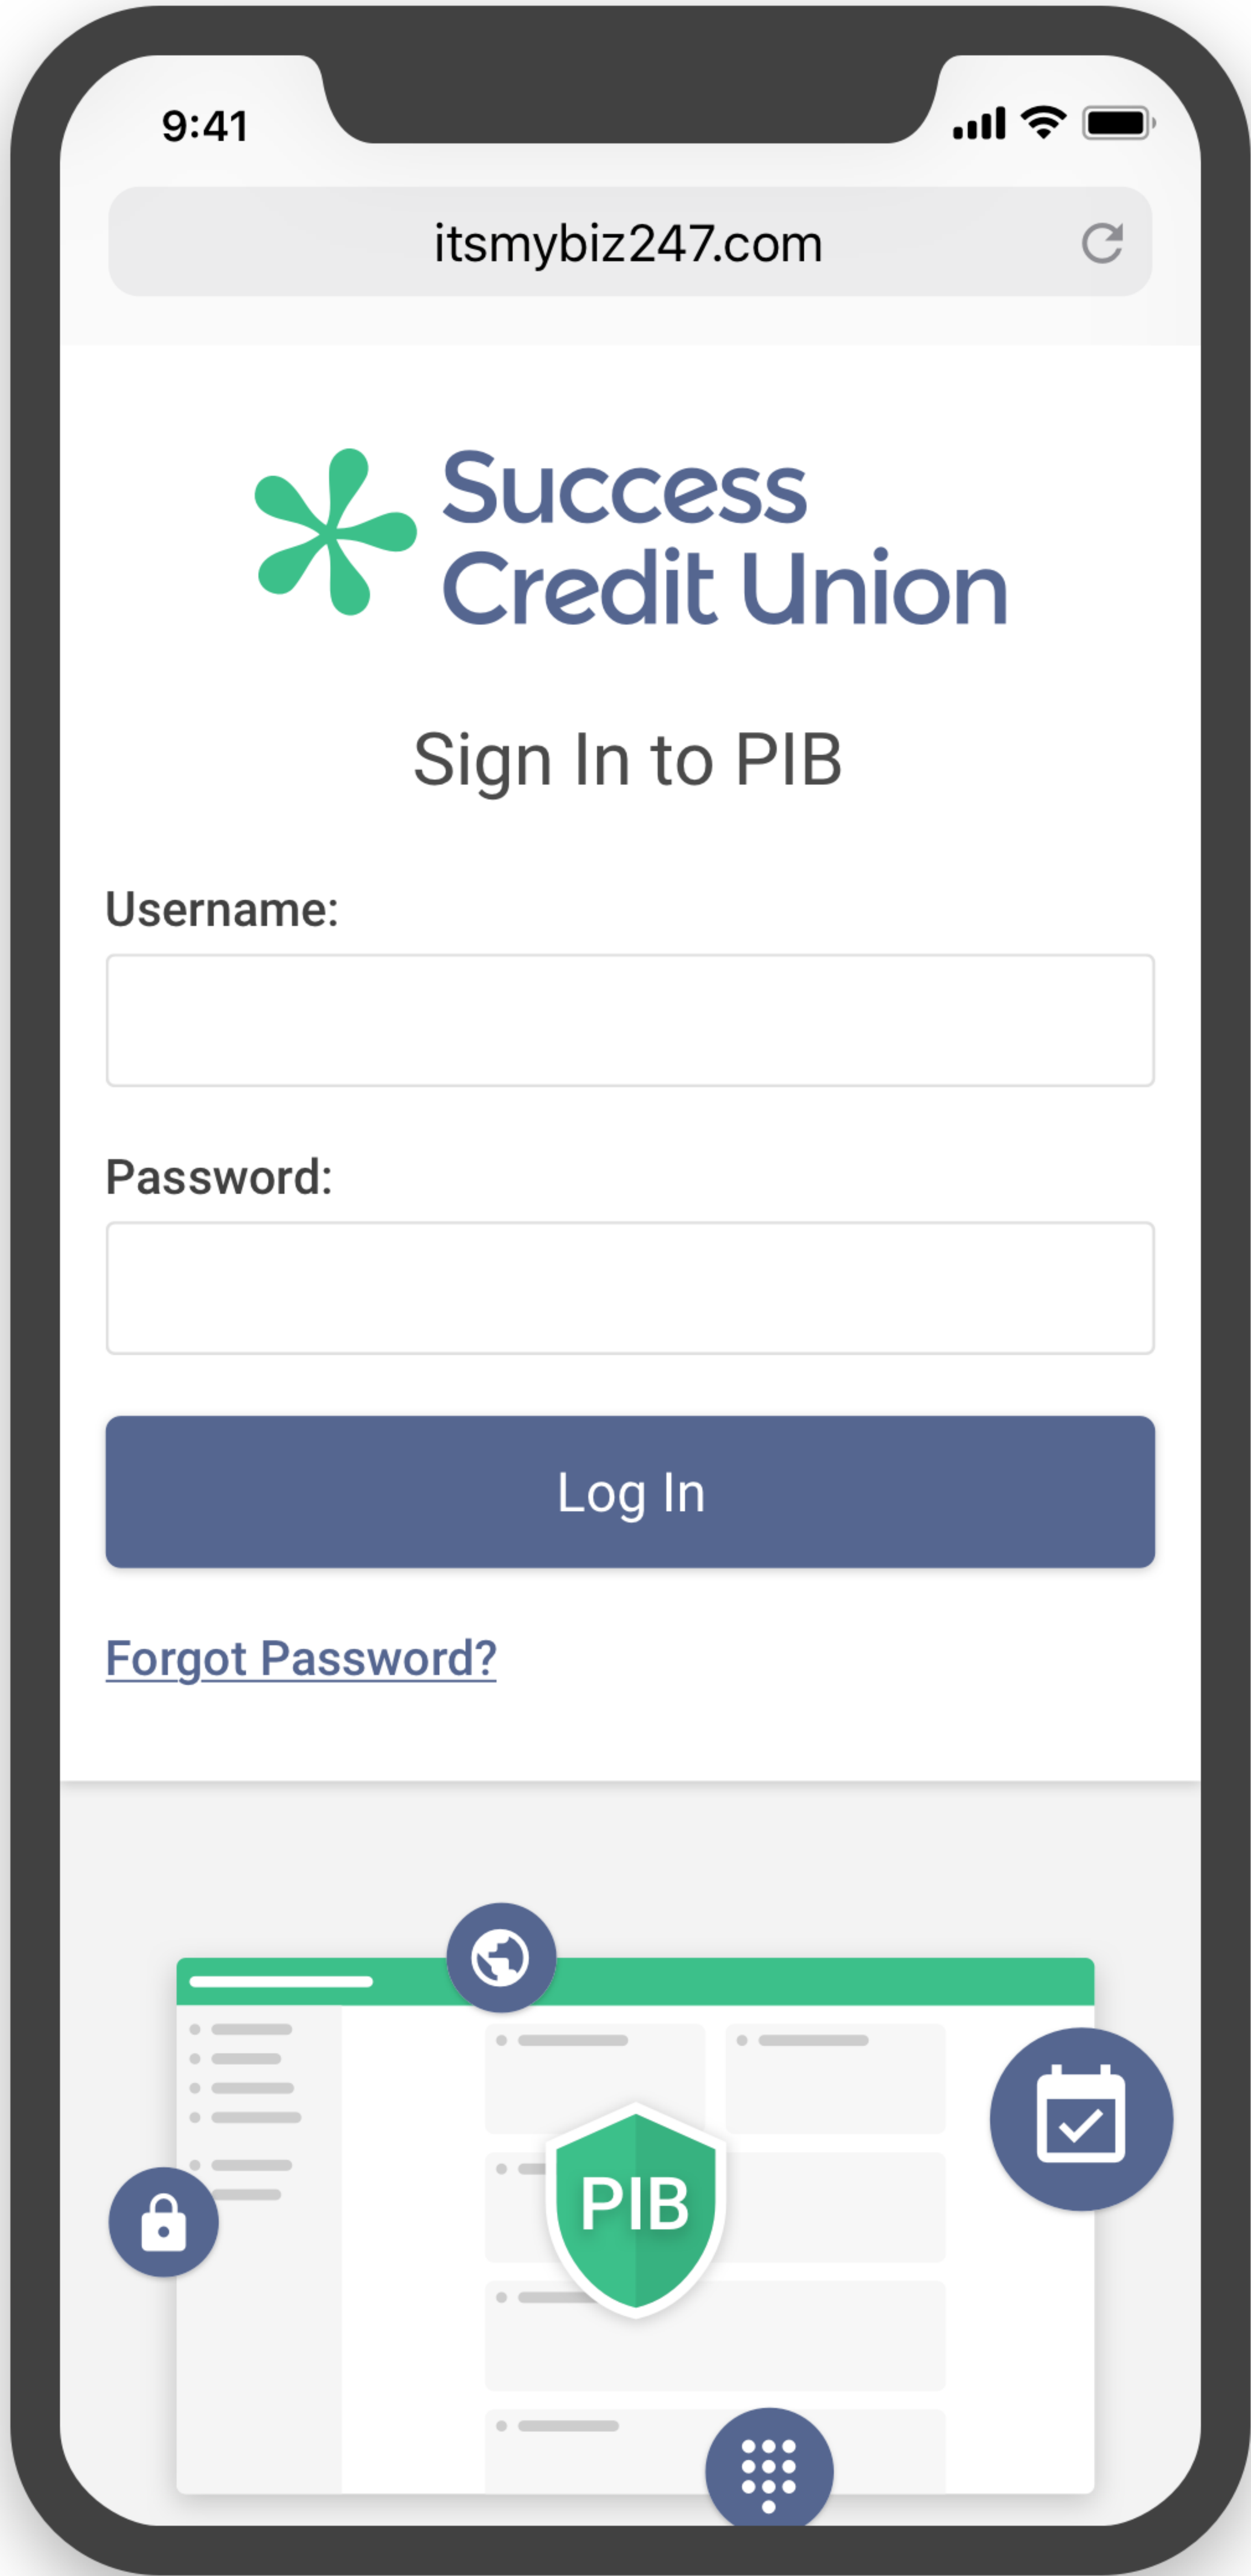 9:41
itsmybiz247.com
Success
Credit Union
Sign In to PIB
Username:
Password:
Log In
Forgot Password?
PIB